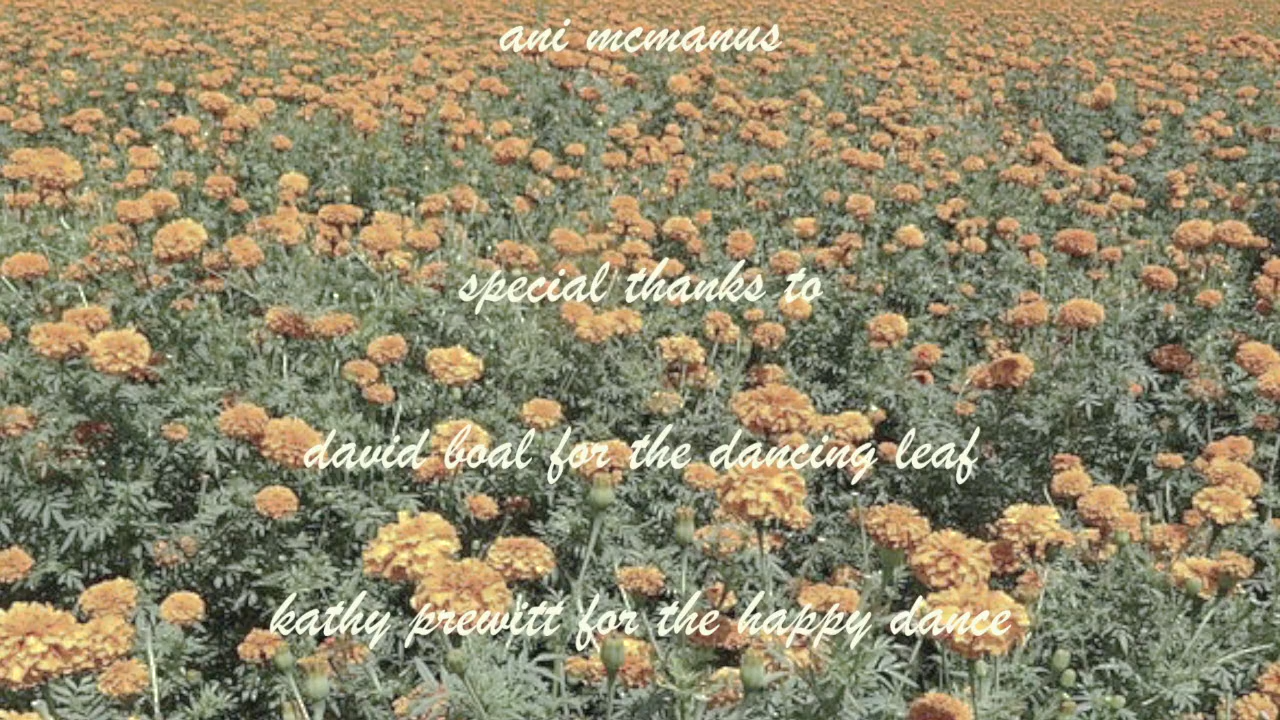 ani mcmanus
special thanks to
david boal for the dancing leaf
kathy prewitt for the happy dance